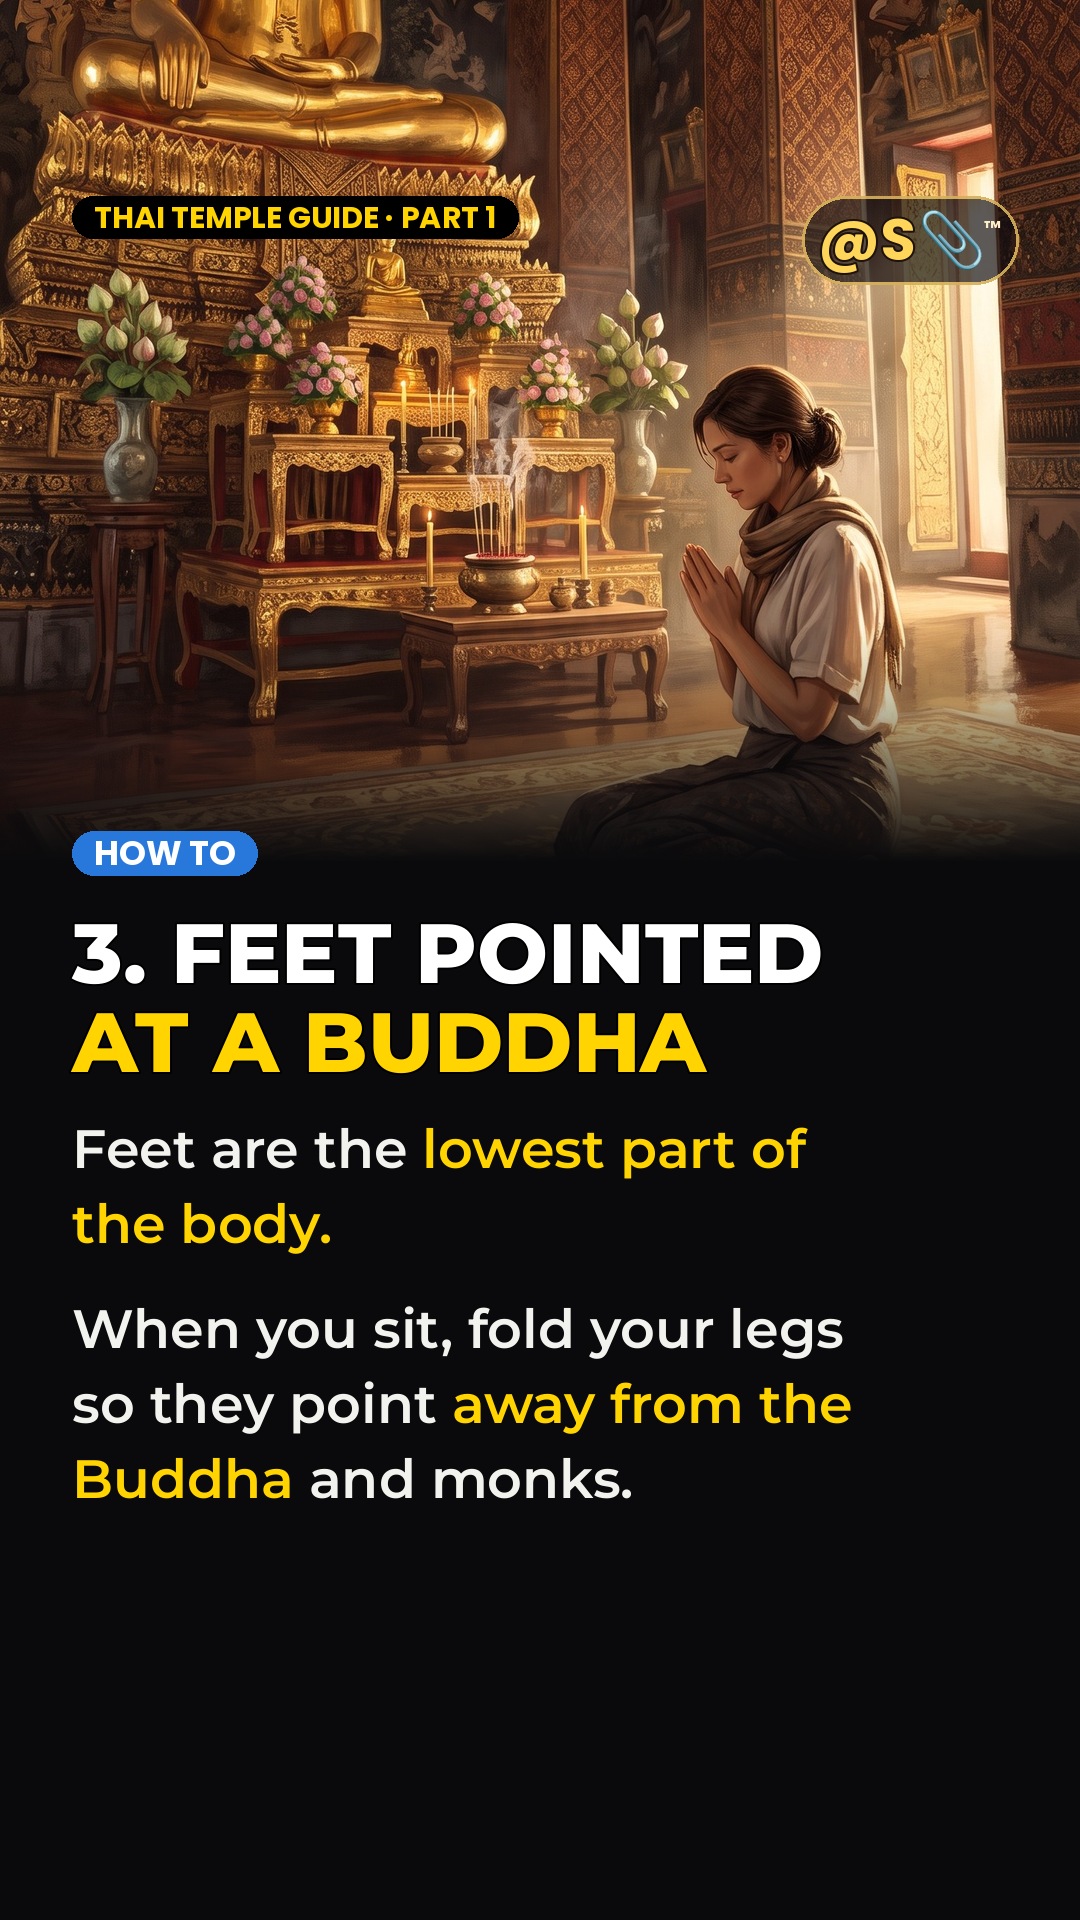 THAI TEMPLE GUIDE · PART 1
@S📎™
HOW TO
3. FEET POINTED
AT A BUDDHA
Feet are the lowest part of
the body.
When you sit, fold your legs
so they point away from the
Buddha and monks.